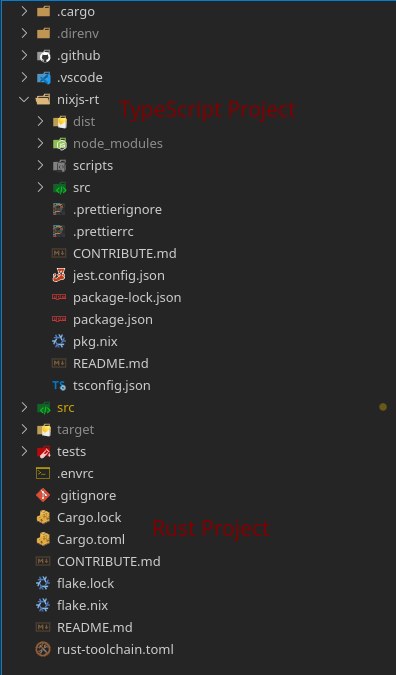 .cargo
.direnv
.github
.vscode
nixjs-rt
TypeScript Project
dist
node_modules
scripts
src
.prettierignore
.prettierrc
CONTRIBUTE.md
jest.config.json
package-lock.json
package.json
pkg.nix
README.md
TS tsconfig.json
src
target
tests
.envrc
.gitignore
Cargo.lock
Rust Project
Cargo.toml
CONTRIBUTE.md
flake.lock
flake.nix
README.md
rust-toolchain.toml